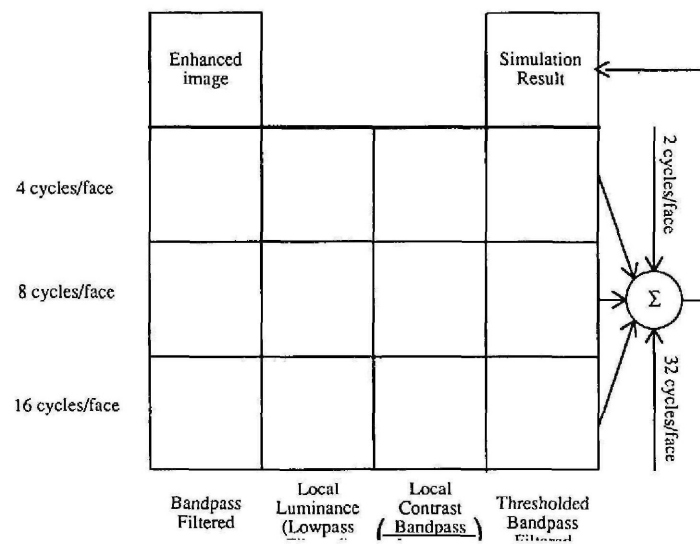 Enhanced
image
Simulation
Result
2 cycles/face
4 cycles/face
8 cycles/face
Σ
16 cycles/face
32 cycles/face
Bandpass
Filtered
Local
Luminance
(Lowpass
Local
Contrast
(Bandpass)
Thresholded
Bandpass
Filtered